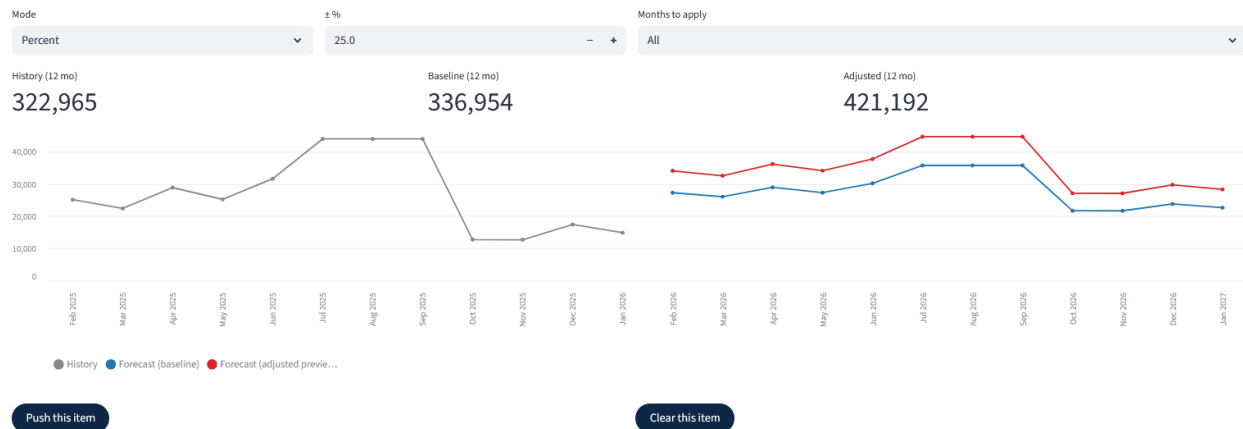 Mode
± %
Months to apply
Percent
25.0
−
+
All
History (12 mo)
Baseline (12 mo)
Adjusted (12 mo)
322,965
336,954
421,192
40,000
30,000
20,000
10,000
0
Feb 2025
Mar 2025
Apr 2025
May 2025
Jun 2025
Jul 2025
Aug 2025
Sep 2025
Oct 2025
Nov 2025
Dec 2025
Jan 2026
Feb 2026
Mar 2026
Apr 2026
May 2026
Jun 2026
Jul 2026
Aug 2026
Sep 2026
Oct 2026
Nov 2026
Dec 2026
Jan 2027
History
Forecast (baseline)
Forecast (adjusted previe…
Push this item
Clear this item